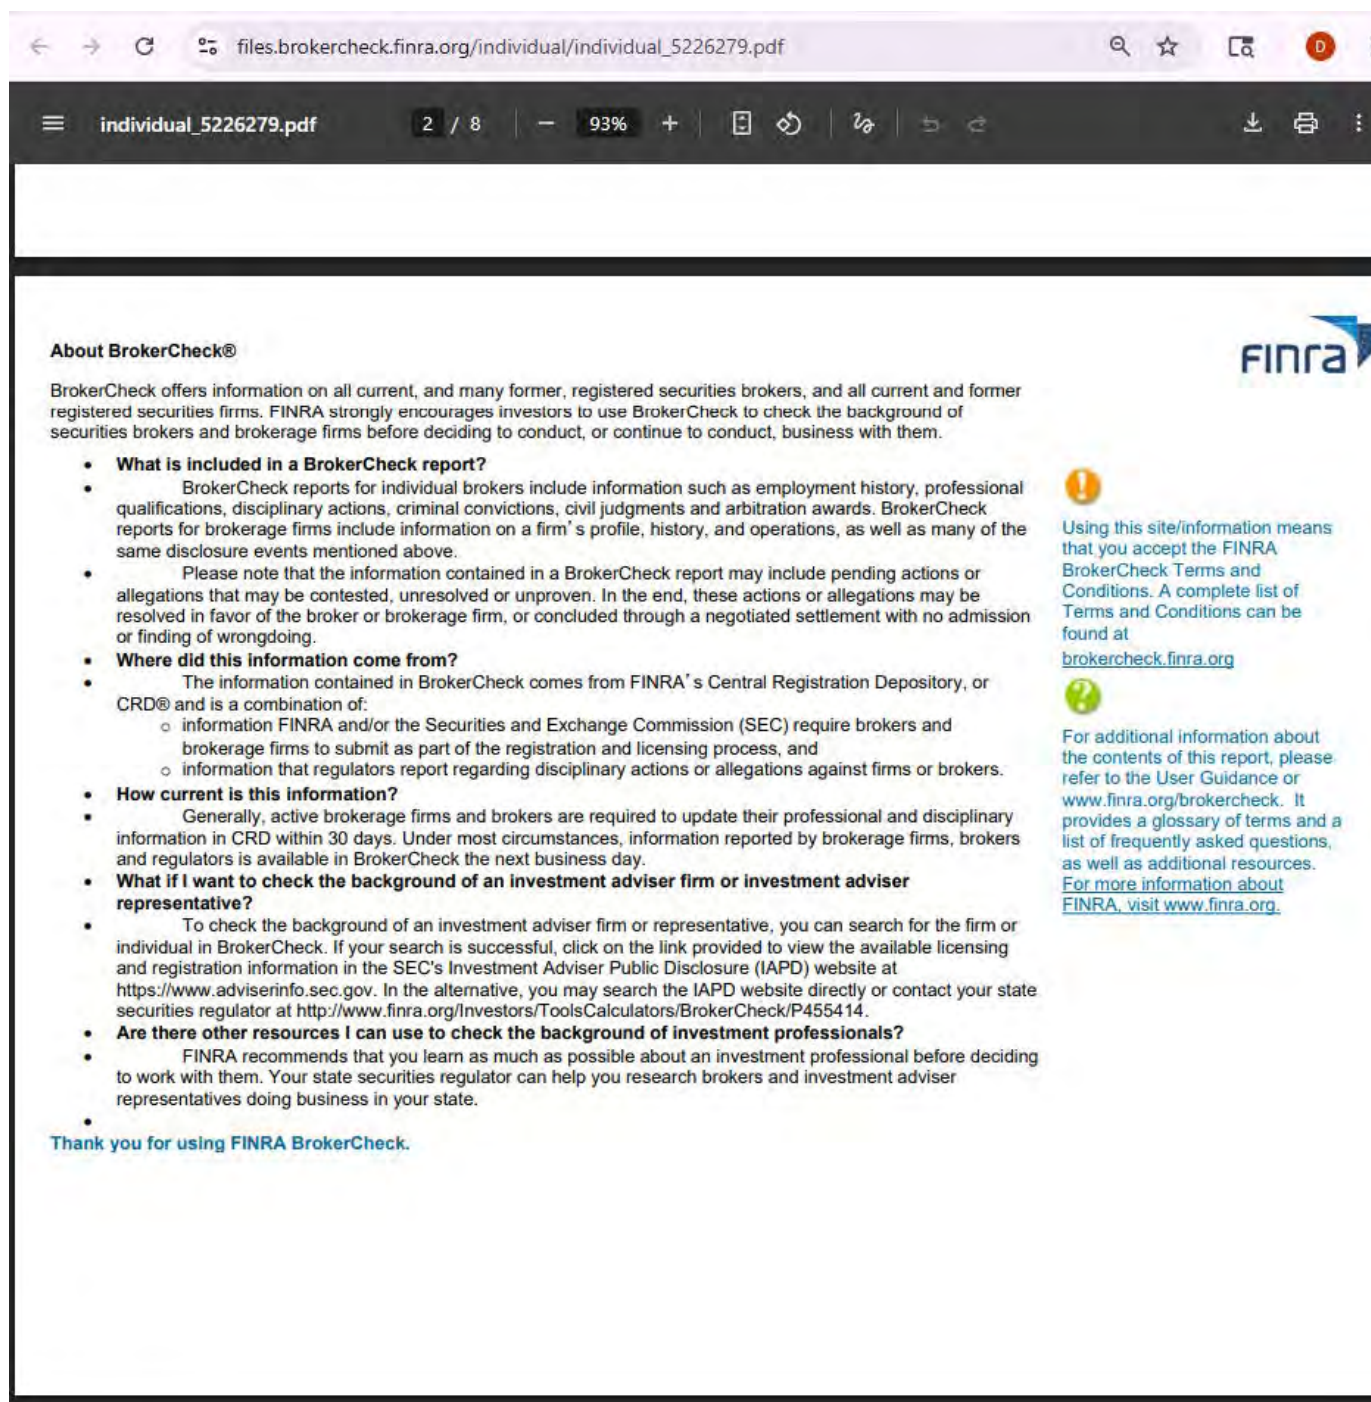 files.brokercheck.finra.org/individual/individual_5226279.pdf
D
individual_5226279.pdf
2 / 8
93%
About BrokerCheck®
FINra
BrokerCheck offers information on all current, and many former, registered securities brokers, and all current and former
registered securities firms. FINRA strongly encourages investors to use BrokerCheck to check the background of
securities brokers and brokerage firms before deciding to conduct, or continue to conduct, business with them.
• What is included in a BrokerCheck report?
• BrokerCheck reports for individual brokers include information such as employment history, professional
qualifications, disciplinary actions, criminal convictions, civil judgments and arbitration awards. BrokerCheck
reports for brokerage firms include information on a firm's profile, history, and operations, as well as many of the
same disclosure events mentioned above.
• Please note that the information contained in a BrokerCheck report may include pending actions or
allegations that may be contested, unresolved or unproven. In the end, these actions or allegations may be
resolved in favor of the broker or brokerage firm, or concluded through a negotiated settlement with no admission
or finding of wrongdoing.
• Where did this information come from?
• The information contained in BrokerCheck comes from FINRA's Central Registration Depository, or
CRD® and is a combination of:
o information FINRA and/or the Securities and Exchange Commission (SEC) require brokers and
brokerage firms to submit as part of the registration and licensing process, and
o information that regulators report regarding disciplinary actions or allegations against firms or brokers.
• How current is this information?
• Generally, active brokerage firms and brokers are required to update their professional and disciplinary
information in CRD within 30 days. Under most circumstances, information reported by brokerage firms, brokers
and regulators is available in BrokerCheck the next business day.
• What if I want to check the background of an investment adviser firm or investment adviser
representative?
• To check the background of an investment adviser firm or representative, you can search for the firm or
individual in BrokerCheck. If your search is successful, click on the link provided to view the available licensing
and registration information in the SEC's Investment Adviser Public Disclosure (IAPD) website at
https://www.adviserinfo.sec.gov. In the alternative, you may search the IAPD website directly or contact your state
securities regulator at http://www.finra.org/Investors/ToolsCalculators/BrokerCheck/P455414.
• Are there other resources I can use to check the background of investment professionals?
• FINRA recommends that you learn as much as possible about an investment professional before deciding
to work with them. Your state securities regulator can help you research brokers and investment adviser
representatives doing business in your state.
•
Thank you for using FINRA BrokerCheck.
!
Using this site/information means
that you accept the FINRA
BrokerCheck Terms and
Conditions. A complete list of
Terms and Conditions can be
found at
brokercheck.finra.org
?
For additional information about
the contents of this report, please
refer to the User Guidance or
www.finra.org/brokercheck. It
provides a glossary of terms and a
list of frequently asked questions,
as well as additional resources.
For more information about
FINRA, visit www.finra.org.